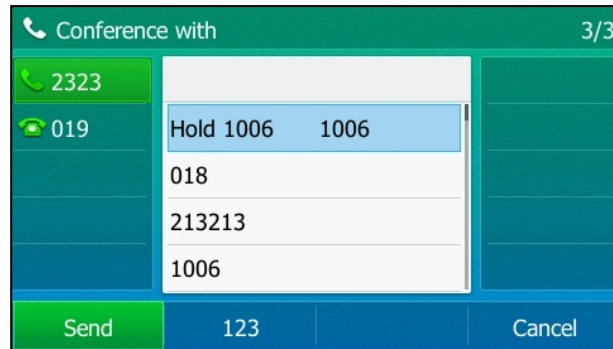 Conference with 3/3
2323
019
Hold 1006 1006
018
213213
1006
Send 123 Cancel